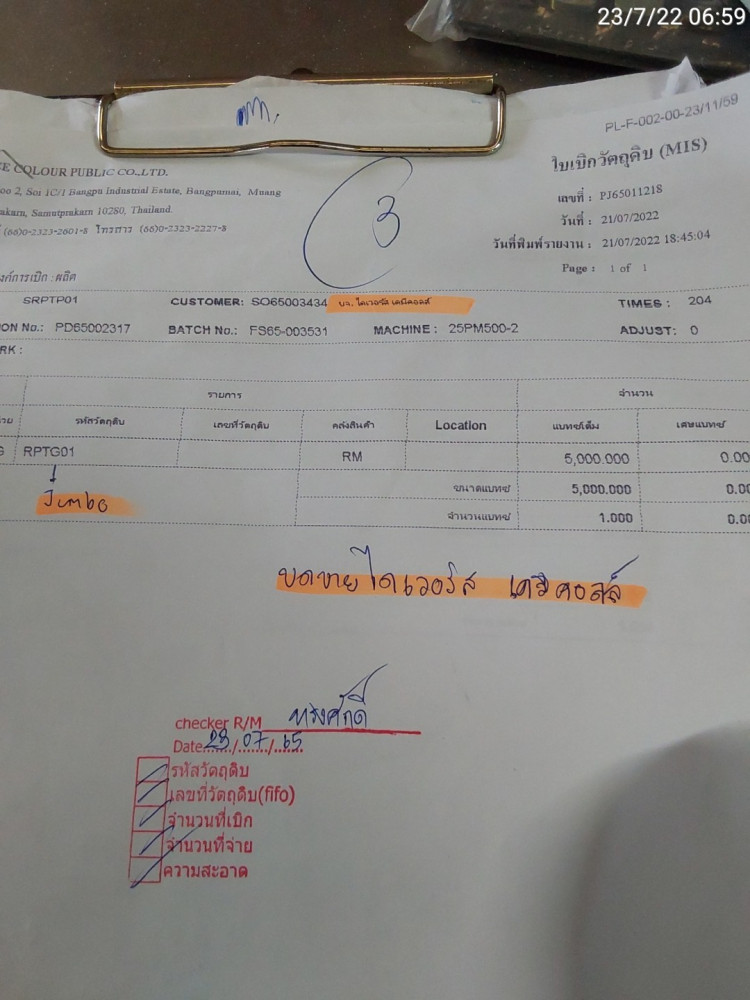 23/7/22 06:59
PL-F-002-00-23/11/59
ใบเบิกวัตถุดิบ (MIS)
E COLOUR PUBLIC CO.,LTD.
oo 2, Soi 1C/1 Bangpu Industrial Estate, Bangpumai, Muang
akarn, Samutprakarn 10280, Thailand.
(66)0-2323-2601-8 โทรสาร (66)0-2323-2227-8
เลขที่ : PJ65011218
วันที่ : 21/07/2022
วันที่พิมพ์รายงาน : 21/07/2022 18:45:04
Page : 1 of 1
3
งค์การเบิก : ผลิต
SRPTP01 CUSTOMER: SO65003434 บจ. ไดเวอร์ส เคมีคอลส์ TIMES: 204
ION No.: PD65002317 BATCH No.: FS65-003531 MACHINE : 25PM500-2 ADJUST: 0
RK :
รายการ จำนวน
รหัสวัตถุดิบ เลขที่วัตถุดิบ คลังสินค้า Location แบทช์เต็ม เศษแบทช์
G RPTG01 RM 5,000.000 0.00
ขนาดแบทช์ 5,000.000 0.00
จำนวนแบทช์ 1.000 0.00
Jumbo
บดขายไดเวอร์ส เคมีคอลส์
checker R/M ทรงศักดิ์
Date 23/07/65
รหัสวัตถุดิบ
เลขที่วัตถุดิบ(fifo)
จำนวนที่เบิก
จำนวนที่จ่าย
ความสะอาด